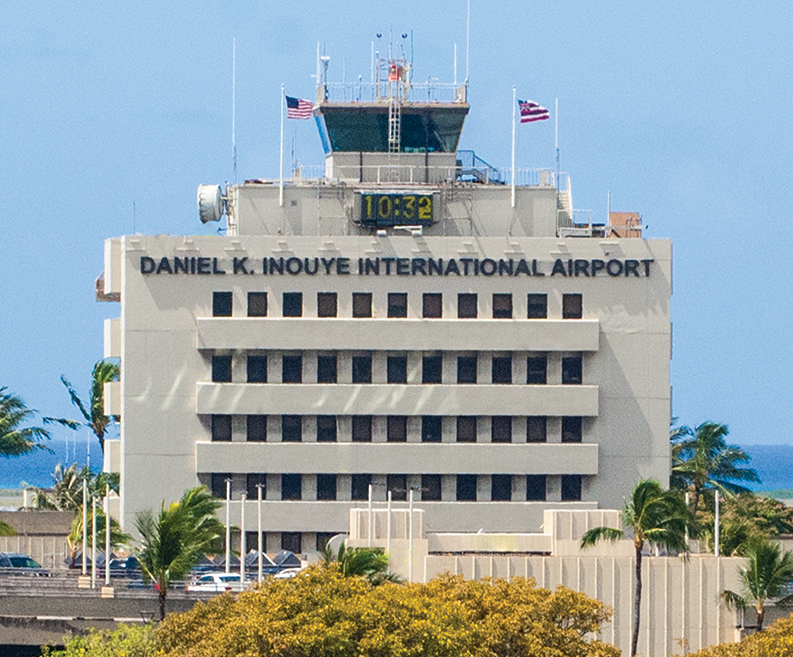 10:32
DANIEL K. INOUYE INTERNATIONAL AIRPORT